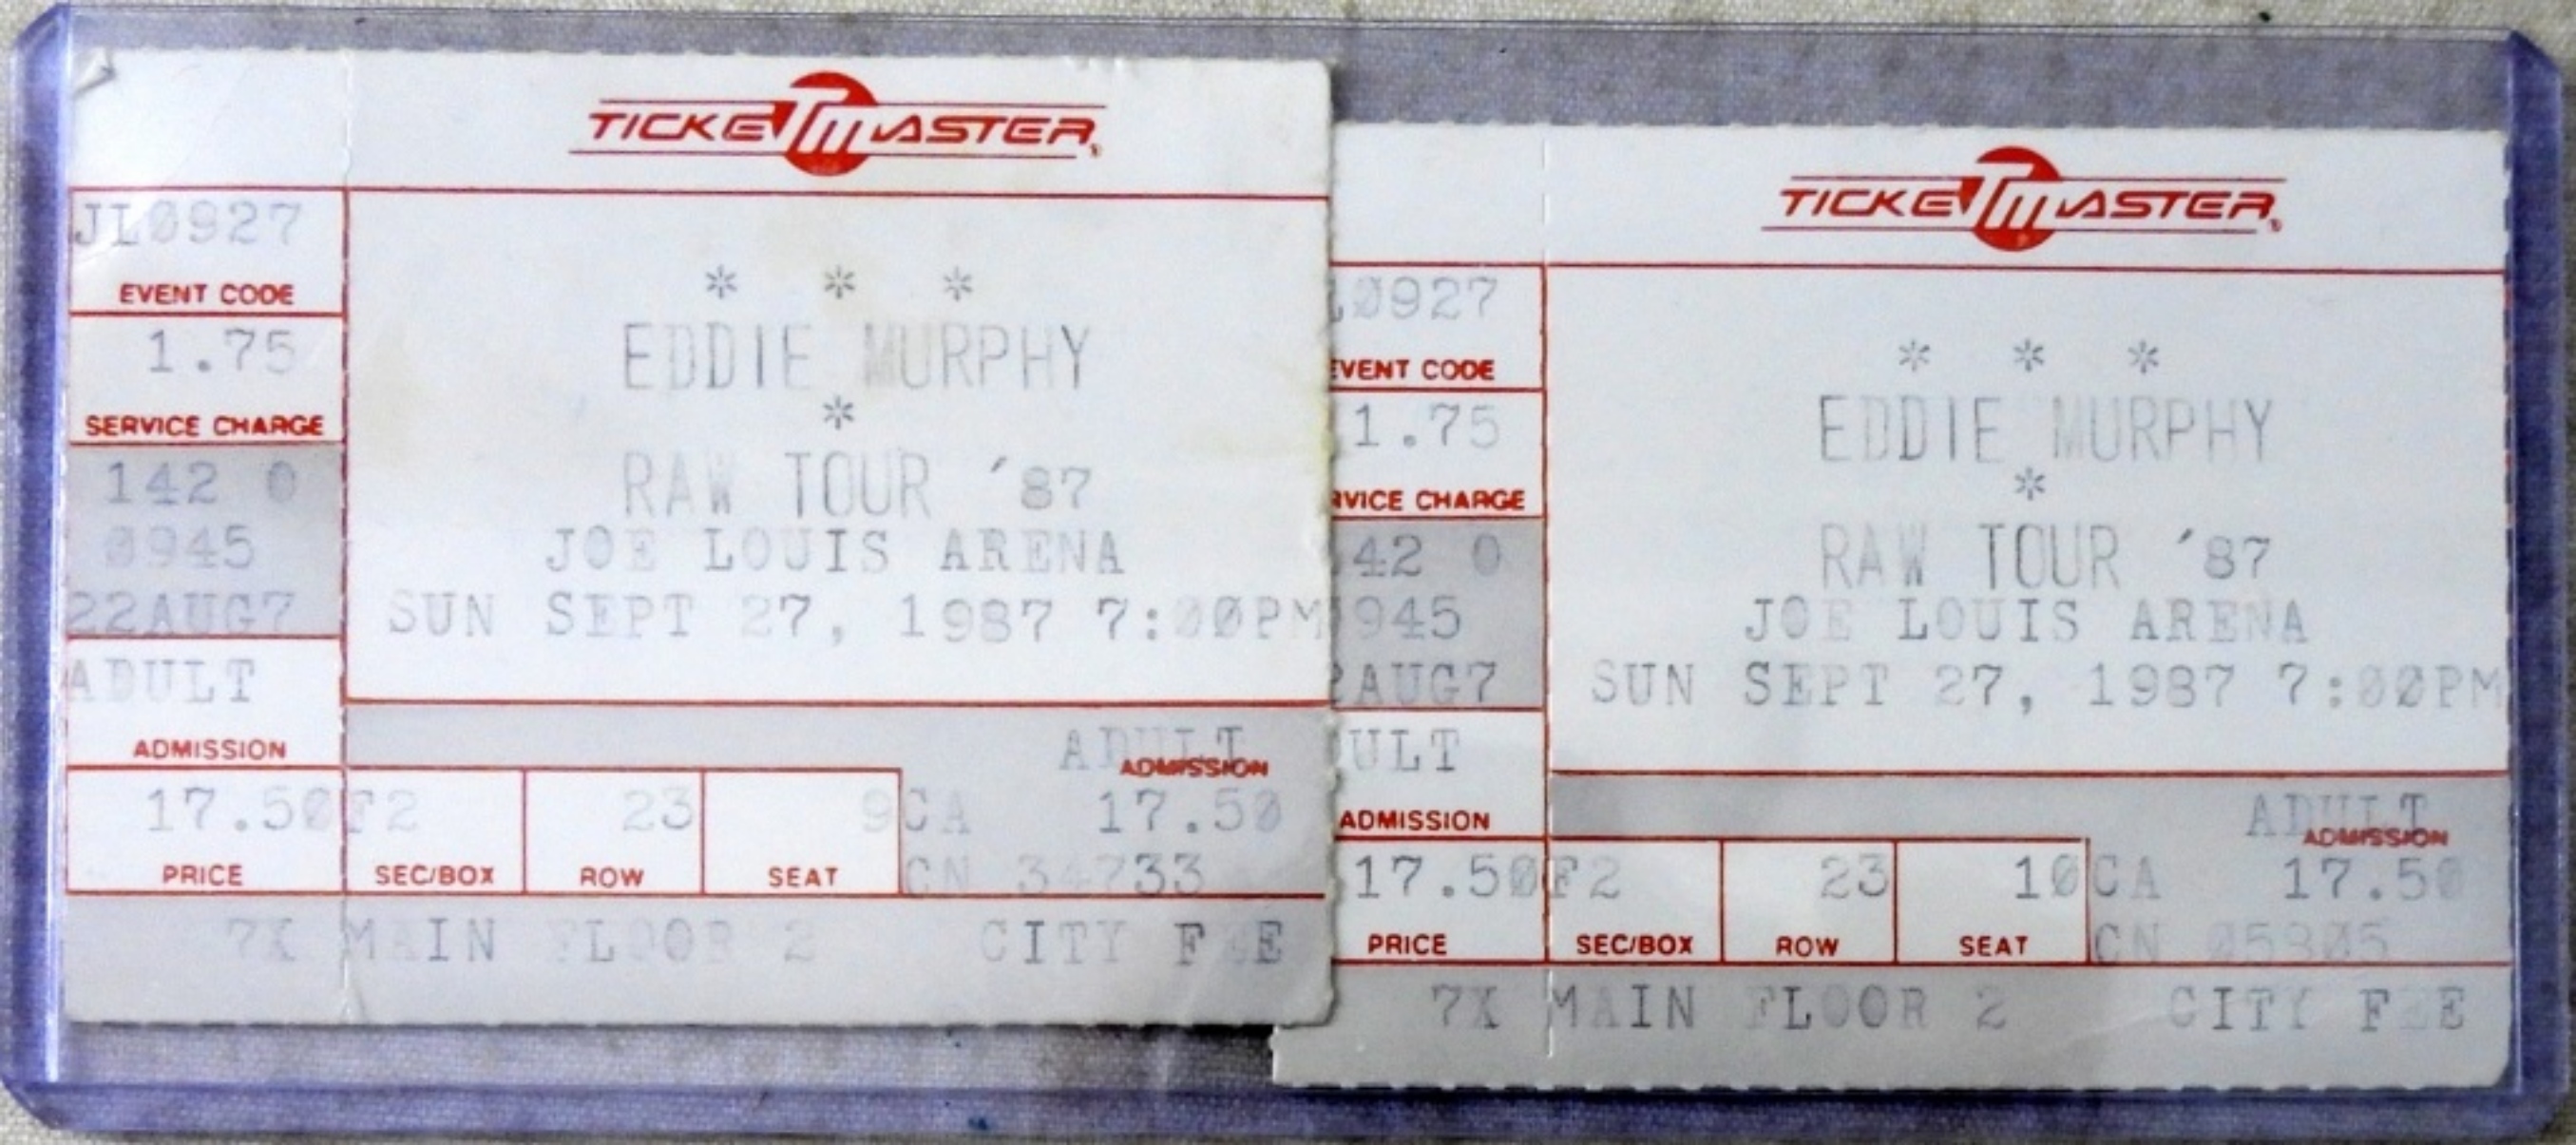 TICKETMASTER
JL0927
EVENT CODE
1.75
SERVICE CHARGE
142 0
0945
22AUG7
ADULT
ADMISSION
17.50
PRICE
* * *
EDDIE MURPHY
*
RAW TOUR '87
JOE LOUIS ARENA
SUN SEPT 27, 1987 7:00PM
ADULT
ADMISSION
F2 23 9 CA 17.50
SEC/BOX ROW SEAT CN 34733
7X MAIN FLOOR 2 CITY FEE
TICKETMASTER
L0927
EVENT CODE
1.75
RVICE CHARGE
42 0
945
2AUG7
ULT
ADMISSION
17.50
PRICE
* * *
EDDIE MURPHY
*
RAW TOUR '87
JOE LOUIS ARENA
SUN SEPT 27, 1987 7:00PM
ADULT
ADMISSION
F2 23 10 CA 17.50
SEC/BOX ROW SEAT CN 05805
7X MAIN FLOOR 2 CITY FEE